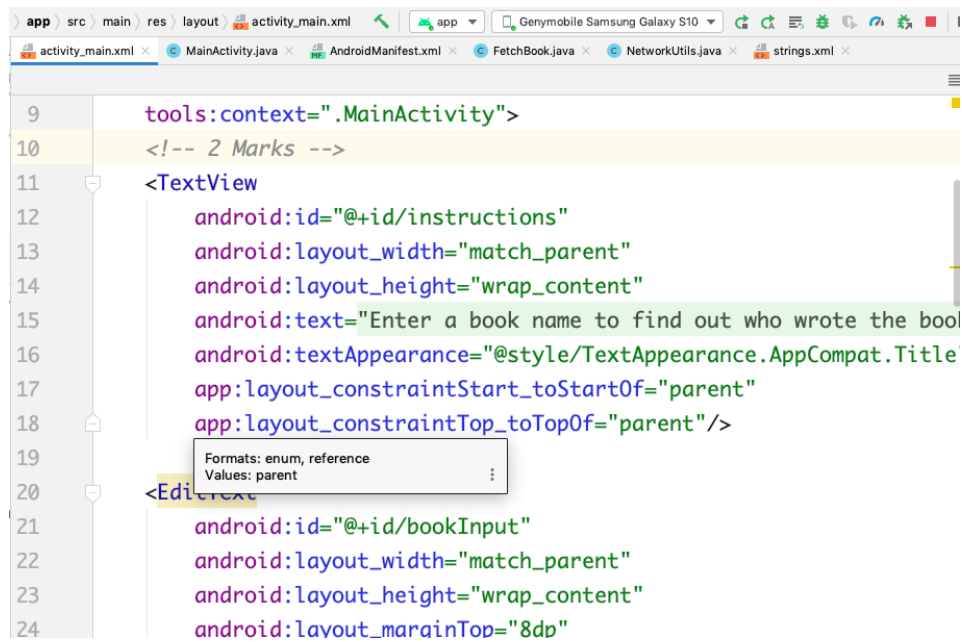 app src main res layout activity_main.xml app Genymobile Samsung Galaxy S10
activity_main.xml MainActivity.java AndroidManifest.xml FetchBook.java NetworkUtils.java strings.xml
9 tools:context=".MainActivity">
10 <!-- 2 Marks -->
11 <TextView
12 android:id="@+id/instructions"
13 android:layout_width="match_parent"
14 android:layout_height="wrap_content"
15 android:text="Enter a book name to find out who wrote the book
16 android:textAppearance="@style/TextAppearance.AppCompat.Title"
17 app:layout_constraintStart_toStartOf="parent"
18 app:layout_constraintTop_toTopOf="parent"/>
19
Formats: enum, reference
Values: parent
20 <EditText
21 android:id="@+id/bookInput"
22 android:layout_width="match_parent"
23 android:layout_height="wrap_content"
24 android:layout_marginTop="8dp"